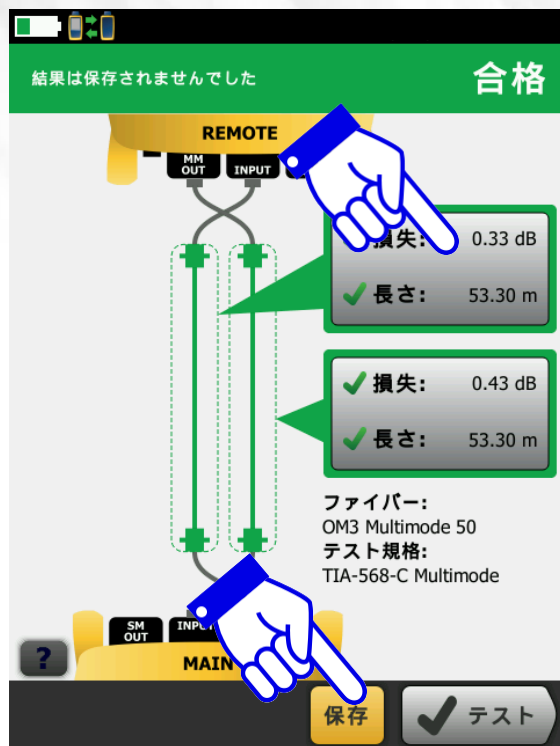 結果は保存されませんでした
合格
REMOTE
MM
OUT
INPUT
損失: 0.33 dB
長さ: 53.30 m
損失: 0.43 dB
長さ: 53.30 m
ファイバー:
OM3 Multimode 50
テスト規格:
TIA-568-C Multimode
SM
OUT
MAIN
?
保存
テスト